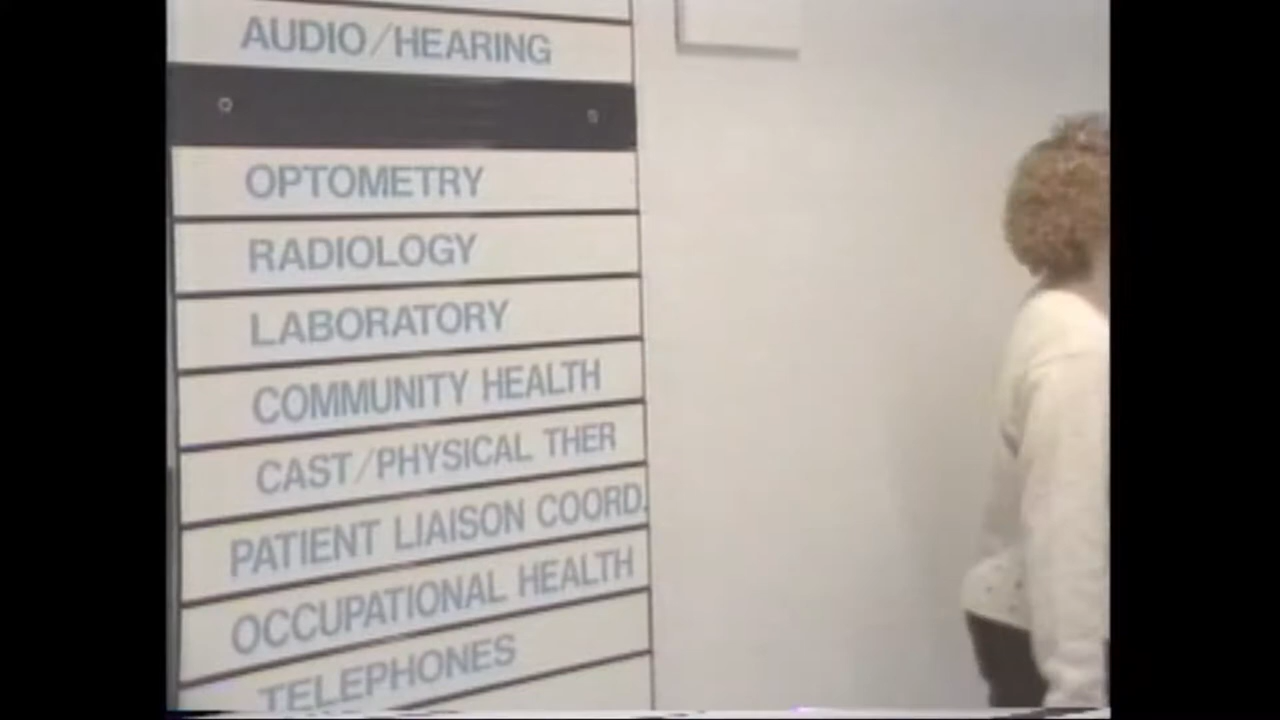 AUDIO/HEARING
OPTOMETRY
RADIOLOGY
LABORATORY
COMMUNITY HEALTH
CAST/PHYSICAL THER
PATIENT LIAISON COORD.
OCCUPATIONAL HEALTH
TELEPHONES